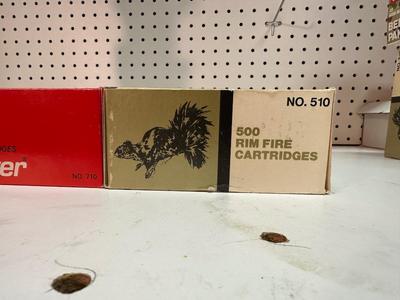 NO. 510
500
RIM FIRE
CARTRIDGES
NO. 710